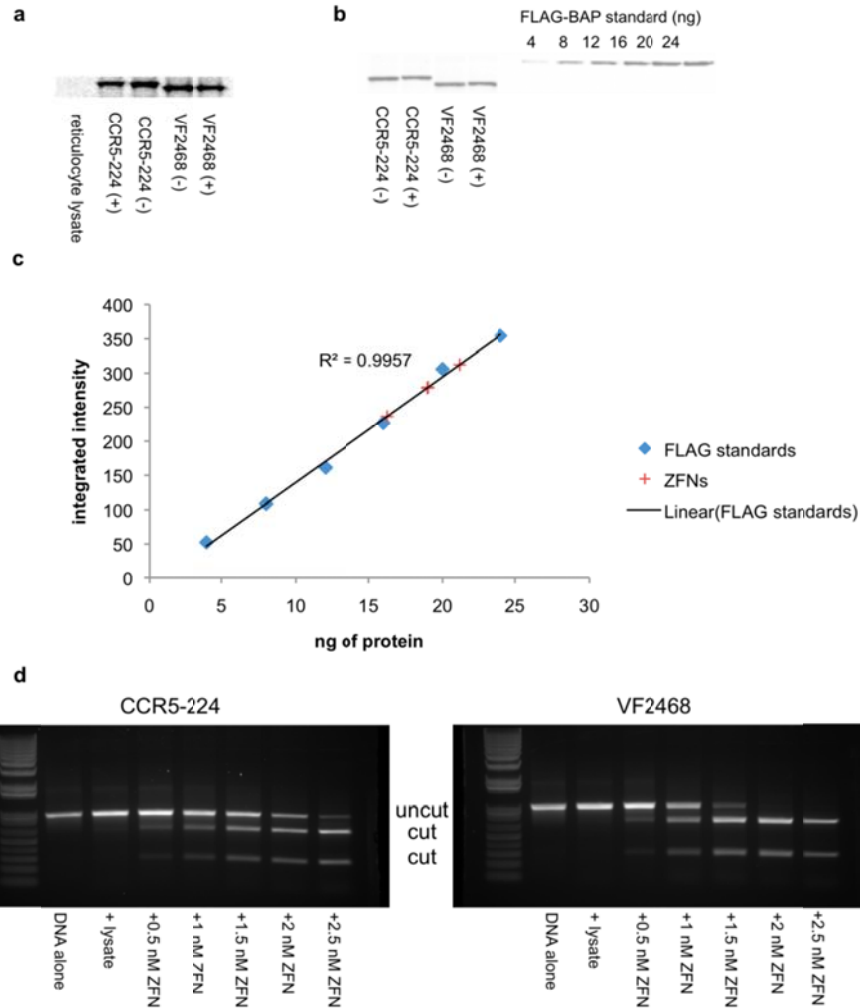 a
reticulocyte lysate
CCR5-224 (+)
CCR5-224 (-)
VF2468 (-)
VF2468 (+)
b
CCR5-224 (-)
CCR5-224 (+)
VF2468 (-)
VF2468 (+)
FLAG-BAP standard (ng)
4 8 12 16 20 24
c
integrated intensity
400
350
300
250
200
150
100
50
0
0 5 10 15 20 25 30
ng of protein
R² = 0.9957
FLAG standards
ZFNs
Linear(FLAG standards)
d
CCR5-224
VF2468
uncut
cut
cut
DNA alone
+ lysate
+0.5 nM ZFN
+1 nM ZFN
+1.5 nM ZFN
+2 nM ZFN
+2.5 nM ZFN
DNA alone
+ lysate
+0.5 nM ZFN
+1 nM ZFN
+1.5 nM ZFN
+2 nM ZFN
+2.5 nM ZFN